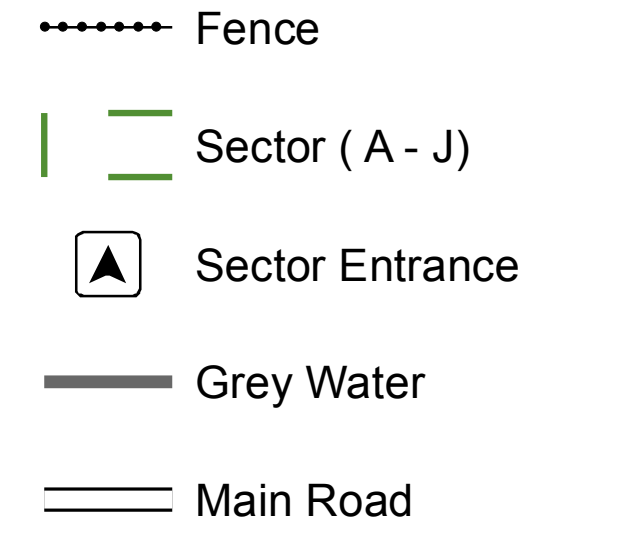 Fence
Sector ( A - J)
Sector Entrance
Grey Water
Main Road